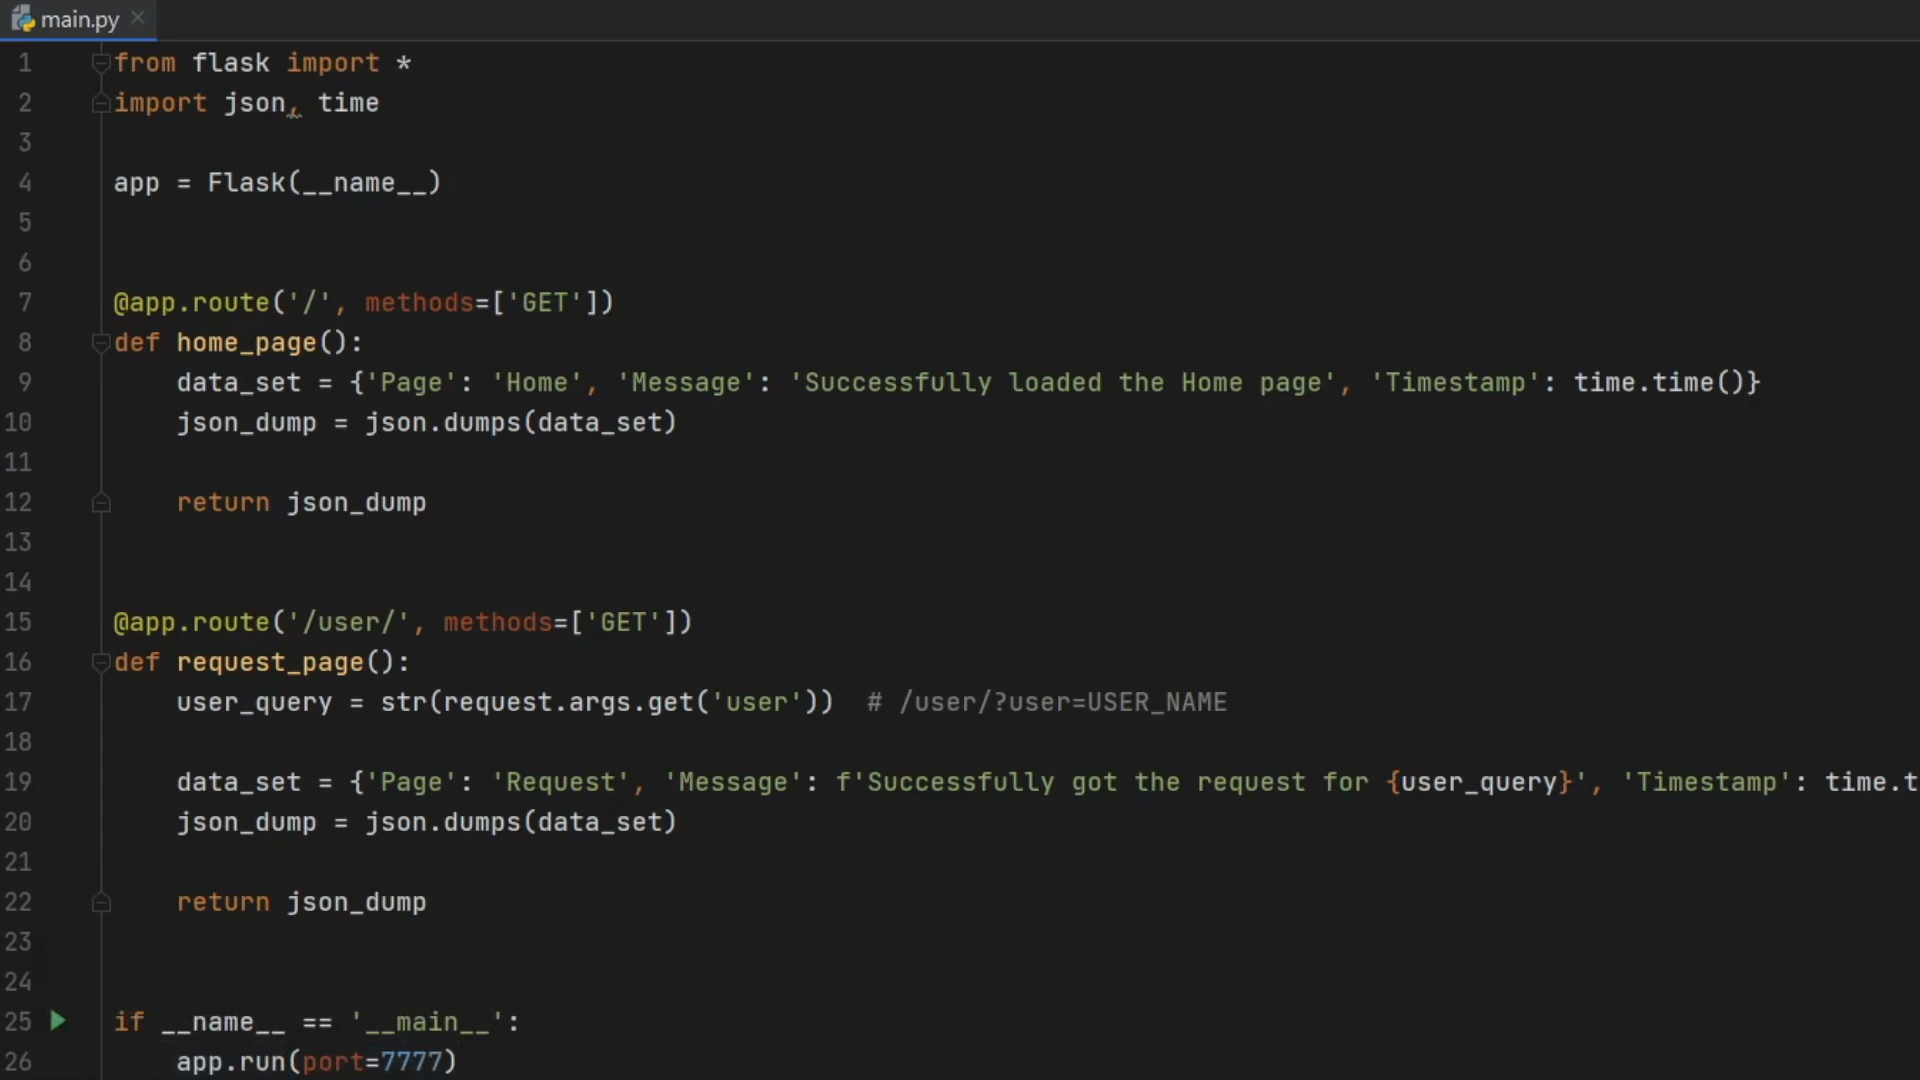 main.py
1 from flask import *
2 import json, time
3
4 app = Flask(__name__)
5
6
7 @app.route('/', methods=['GET'])
8 def home_page():
9     data_set = {'Page': 'Home', 'Message': 'Successfully loaded the Home page', 'Timestamp': time.time()}
10     json_dump = json.dumps(data_set)
11
12     return json_dump
13
14
15 @app.route('/user/', methods=['GET'])
16 def request_page():
17     user_query = str(request.args.get('user'))  # /user/?user=USER_NAME
18
19     data_set = {'Page': 'Request', 'Message': f'Successfully got the request for {user_query}', 'Timestamp': time.t
20     json_dump = json.dumps(data_set)
21
22     return json_dump
23
24
25 if __name__ == '__main__':
26     app.run(port=7777)